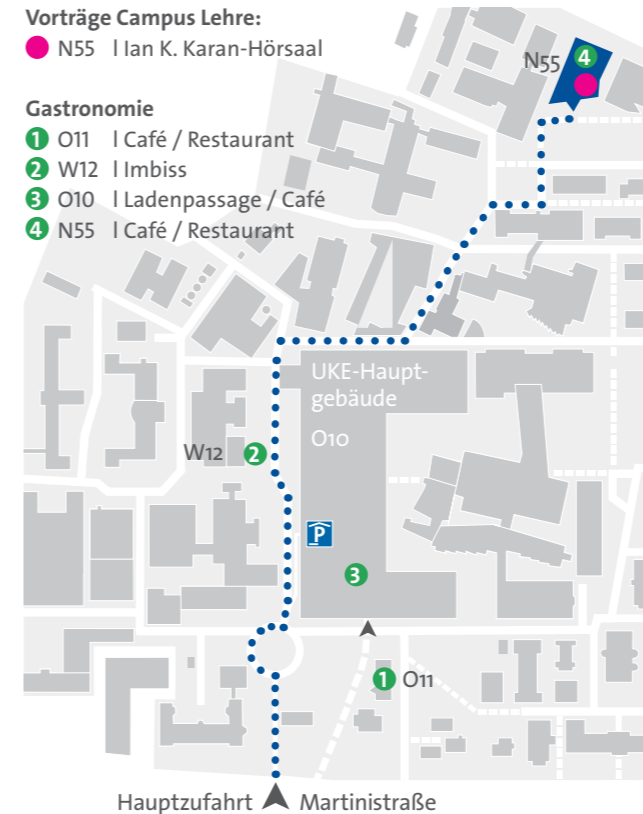 Vorträge Campus Lehre:
N55 l Ian K. Karan-Hörsaal
Gastronomie
1 O11 l Café / Restaurant
2 W12 l Imbiss
3 O10 l Ladenpassage / Café
4 N55 l Café / Restaurant
N55 4
UKE-Haupt-
gebäude
O10
W12 2
P
3
1 O11
Hauptzufahrt Martinistraße